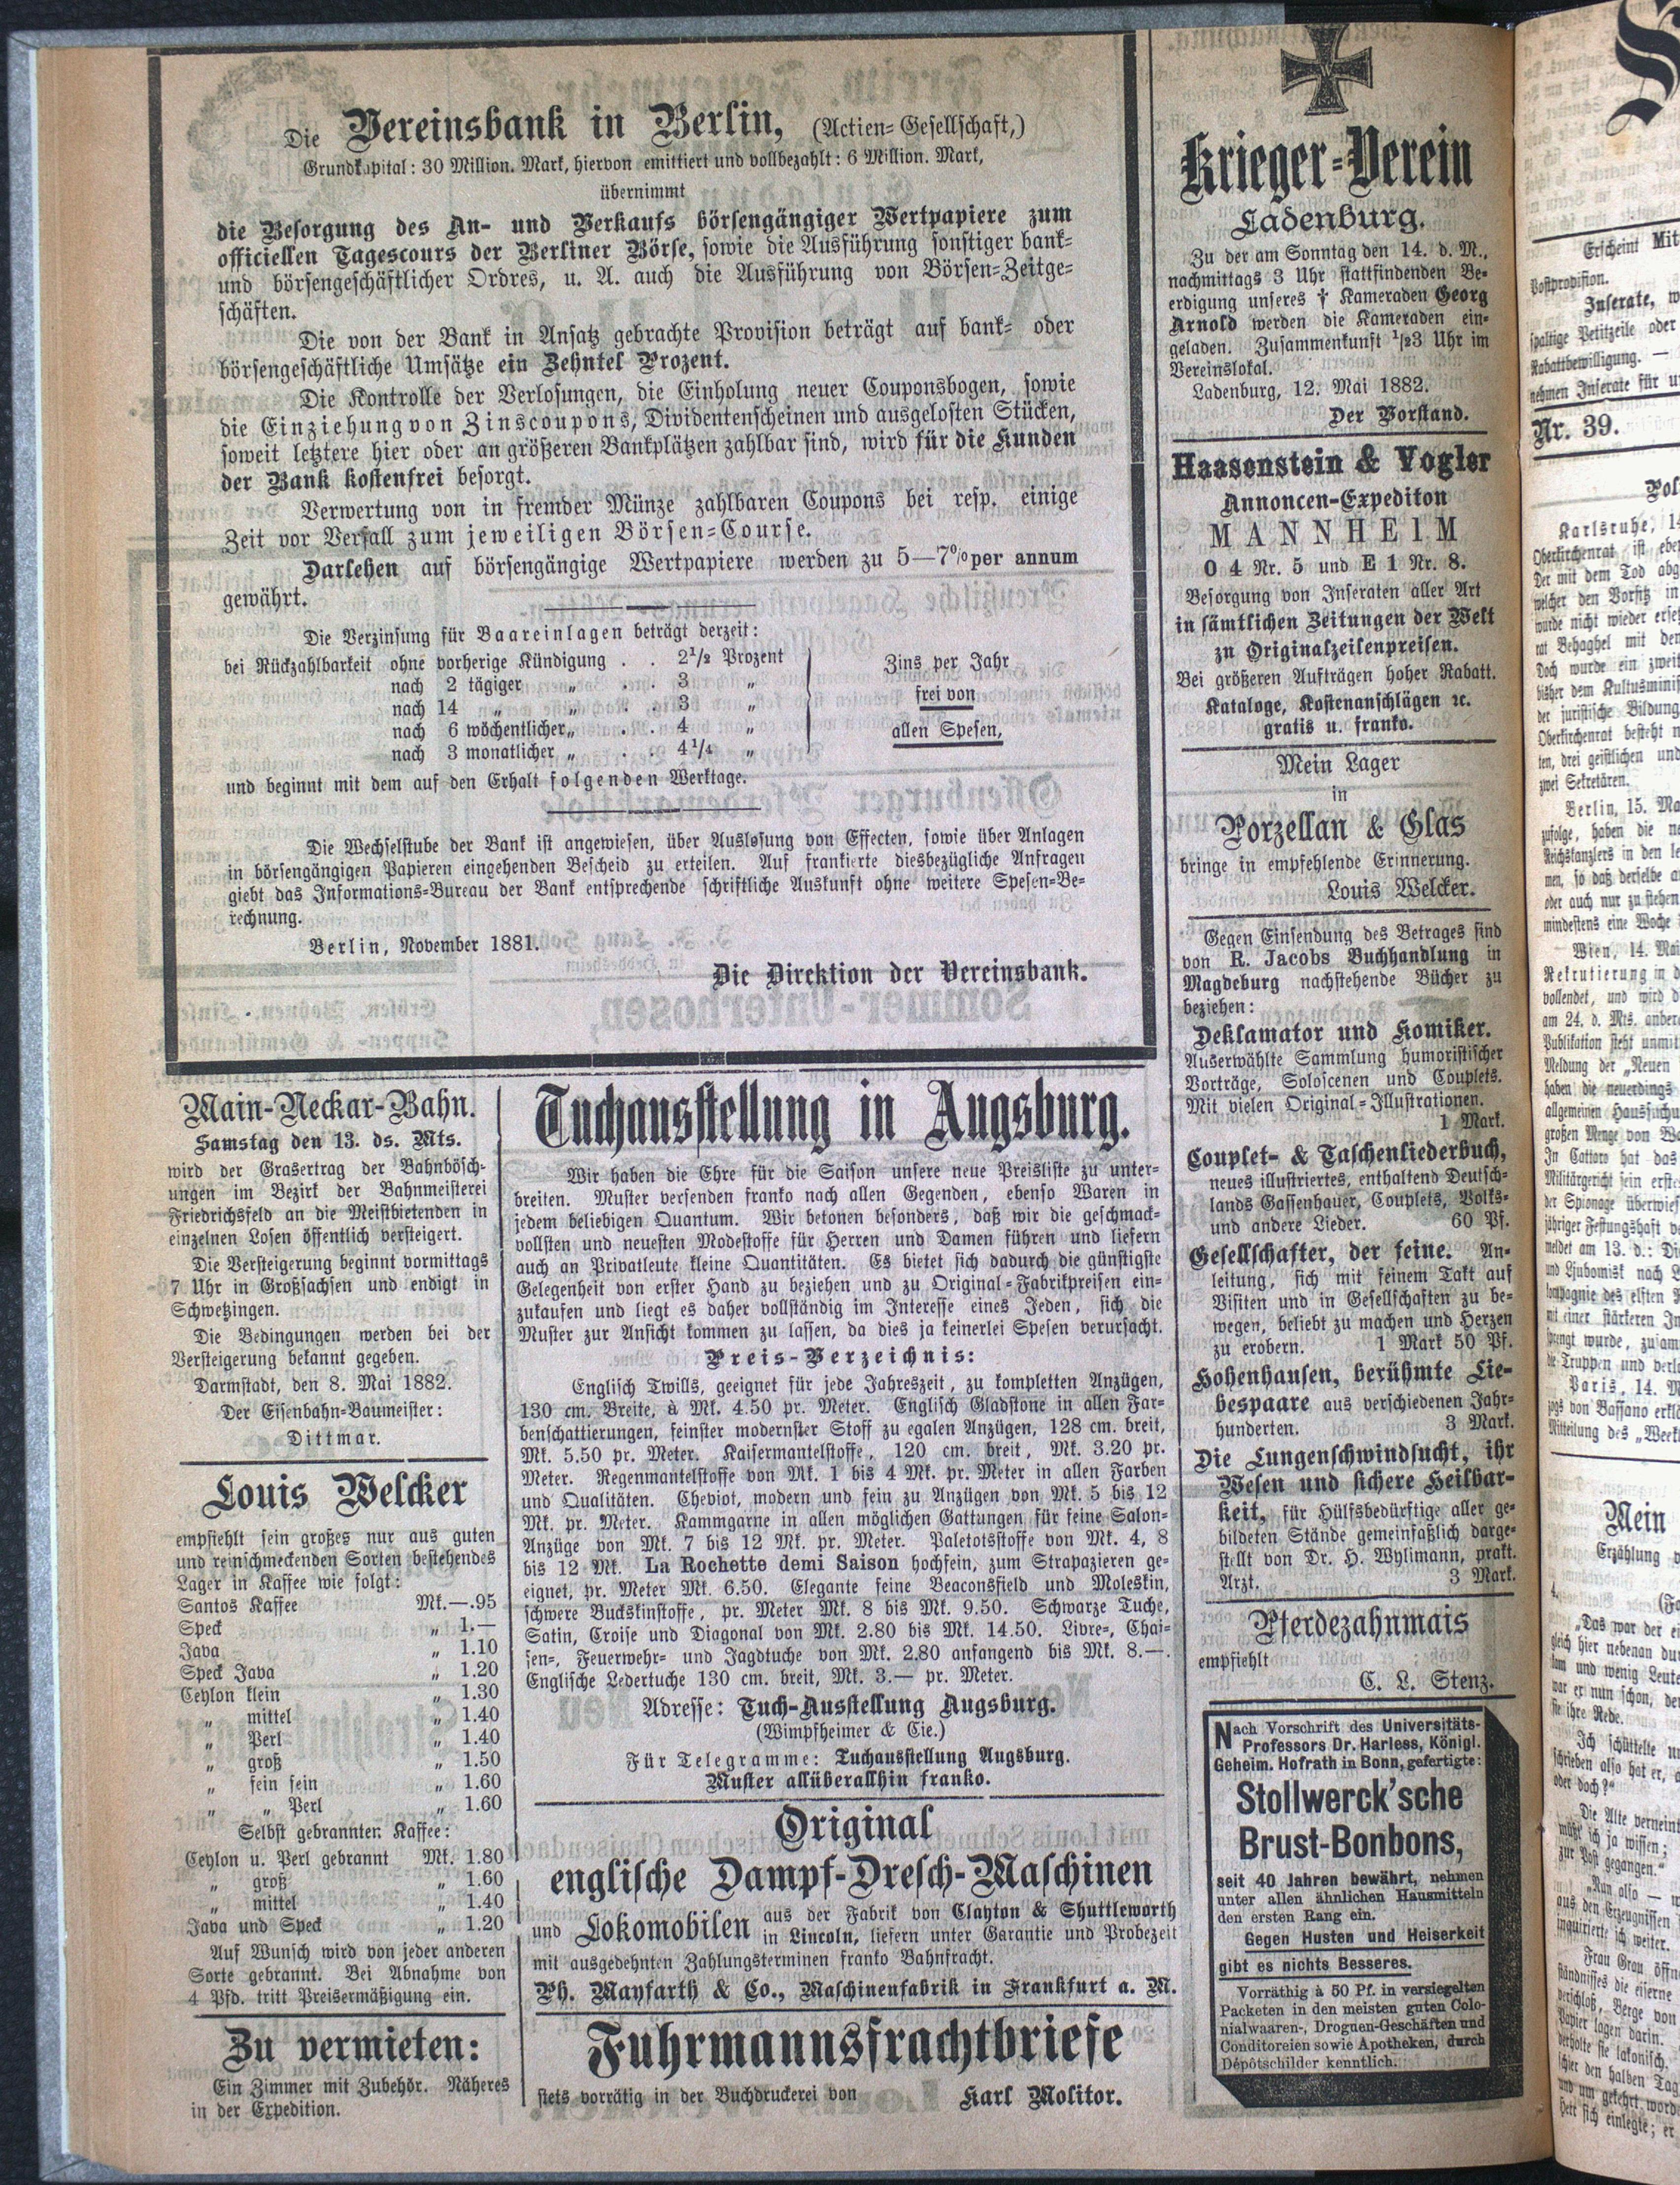 Die Vereinsbank in Berlin, (Actien-Gesellschaft,)
Grundkapital: 30 Million. Mark, hiervon emittiert und vollbezahlt: 6 Million. Mark,
übernimmt
die Besorgung des An- und Verkaufs börsengängiger Wertpapiere zum
officiellen Tagescours der Berliner Börse, sowie die Ausführung sonstiger bank-
und börsengeschäftlicher Ordres, u. A. auch die Ausführung von Börsen-Zeitge-
schäften.
Die von der Bank in Ansatz gebrachte Provision beträgt auf bank- oder
börsengeschäftliche Umsätze ein Zehntel Prozent.
Die Kontrolle der Verlosungen, die Einholung neuer Couponsbogen, sowie
die Einziehung von Zinscoupons, Dividentenscheinen und ausgelosten Stücken,
soweit letztere hier oder an größeren Bankplätzen zahlbar sind, wird für die Kunden
der Bank kostenfrei besorgt.
Verwertung von in fremder Münze zahlbaren Coupons bei resp. einige
Zeit vor Verfall zum jeweiligen Börsen-Course.
Darlehen auf börsengängige Wertpapiere werden zu 5—7% per annum
gewährt.
Die Verzinsung für Baareinlagen beträgt derzeit:
bei Rückzahlbarkeit ohne vorherige Kündigung . . 2½ Prozent
nach 2 tägiger „ . . 3 „
nach 14 „ „ . . 3 „
nach 6 wöchentlicher „ . . 4 „
nach 3 monatlicher „ . . 4¼ „
Zins per Jahr
frei von
allen Spesen,
und beginnt mit dem auf den Erhalt folgenden Werktage.
Die Wechselstube der Bank ist angewiesen, über Auslosung von Effecten, sowie über Anlagen
in börsengängigen Papieren eingehenden Bescheid zu erteilen. Auf frankierte diesbezügliche Anfragen
giebt das Informations-Bureau der Bank entsprechende schriftliche Auskunft ohne weitere Spesen-Be-
rechnung.
Berlin, November 1881.
Die Direktion der Vereinsbank.
Main-Neckar-Bahn.
Samstag den 13. ds. Mts.
wird der Grasertrag der Bahnbösch-
ungen im Bezirk der Bahnmeisterei
Friedrichsfeld an die Meistbietenden in
einzelnen Losen öffentlich versteigert.
Die Versteigerung beginnt vormittags
7 Uhr in Großsachsen und endigt in
Schwetzingen.
Die Bedingungen werden bei der
Versteigerung bekannt gegeben.
Darmstadt, den 8. Mai 1882.
Der Eisenbahn-Baumeister:
Dittmar.
Louis Welcker
empfiehlt sein großes nur aus guten
und reinschmeckenden Sorten bestehendes
Lager in Kaffee wie folgt:
Santos Kaffee Mk.—.95
Speck „ 1.—
Java „ 1.10
Speck Java „ 1.20
Ceylon klein „ 1.30
„ mittel „ 1.40
„ Perl „ 1.40
„ groß „ 1.50
„ fein fein „ 1.60
„ „ Perl „ 1.60
Selbst gebrannten Kaffee:
Ceylon u. Perl gebrannt Mk. 1.80
„ groß „ 1.60
„ mittel „ 1.40
Java und Speck „ 1.20
Auf Wunsch wird von jeder anderen
Sorte gebrannt. Bei Abnahme von
4 Pfd. tritt Preisermäßigung ein.
Zu vermieten:
Ein Zimmer mit Zubehör. Näheres
in der Expedition.
Tuchausstellung in Augsburg.
Wir haben die Ehre für die Saison unsere neue Preisliste zu unter-
breiten. Muster versenden franko nach allen Gegenden, ebenso Waren in
jedem beliebigen Quantum. Wir betonen besonders, daß wir die geschmack-
vollsten und neuesten Modestoffe für Herren und Damen führen und liefern
auch an Privatleute kleine Quantitäten. Es bietet sich dadurch die günstigste
Gelegenheit von erster Hand zu beziehen und zu Original-Fabrikpreisen ein-
zukaufen und liegt es daher vollständig im Interesse eines Jeden, sich die
Muster zur Ansicht kommen zu lassen, da dies ja keinerlei Spesen verursacht.
Preis-Verzeichnis:
Englisch Twills, geeignet für jede Jahreszeit, zu kompletten Anzügen,
130 cm. Breite, à Mk. 4.50 pr. Meter. Englisch Gladstone in allen Far-
benschattierungen, feinster modernster Stoff zu egalen Anzügen, 128 cm. breit,
Mk. 5.50 pr. Meter. Kaisermantelstoffe, 120 cm. breit, Mk. 3.20 pr.
Meter. Regenmantelstoffe von Mk. 1 bis 4 Mk. pr. Meter in allen Farben
und Qualitäten. Cheviot, modern und fein zu Anzügen von Mk. 5 bis 12
Mk. pr. Meter. Kammgarne in allen möglichen Gattungen für feine Salon-
Anzüge von Mk. 7 bis 12 Mk. pr. Meter. Paletotsstoffe von Mk. 4, 8
bis 12 Mk. La Rochette demi Saison hochfein, zum Strapazieren ge-
eignet, pr. Meter Mk. 6.50. Elegante feine Beaconsfield und Moleskin,
schwere Buckskinstoffe, pr. Meter Mk. 8 bis Mk. 9.50. Schwarze Tuche,
Satin, Croise und Diagonal von Mk. 2.80 bis Mk. 14.50. Livre-, Chai-
sen-, Feuerwehr- und Jagdtuche von Mk. 2.80 anfangend bis Mk. 8.—.
Englische Ledertuche 130 cm. breit, Mk. 3.— pr. Meter.
Adresse: Tuch-Ausstellung Augsburg.
(Wimpfheimer & Cie.)
Für Telegramme: Tuchausstellung Augsburg.
Muster allüberallhin franko.
Original
englische Dampf-Dresch-Maschinen
und Lokomobilen aus der Fabrik von Clayton & Shuttleworth
in Lincoln, liefern unter Garantie und Probezeit
mit ausgedehnten Zahlungsterminen franko Bahnfracht.
Ph. Mayfarth & Co., Maschinenfabrik in Frankfurt a. M.
Fuhrmannsfrachtbriefe
stets vorrätig in der Buchdruckerei von Karl Molitor.
Krieger-Verein
Ladenburg.
Zu der am Sonntag den 14. d. M.,
nachmittags 3 Uhr stattfindenden Be-
erdigung unseres † Kameraden Georg
Arnold werden die Kameraden ein-
geladen. Zusammenkunft ½3 Uhr im
Vereinslokal.
Ladenburg, 12. Mai 1882.
Der Vorstand.
Haasenstein & Vogler
Annoncen-Expediton
MANNHEIM
O 4 Nr. 5 und E 1 Nr. 8.
Besorgung von Inseraten aller Art
in sämtlichen Zeitungen der Welt
zu Originalzeilenpreisen.
Bei größeren Aufträgen hoher Rabatt.
Kataloge, Kostenanschlägen ꝛc.
gratis u. franko.
Mein Lager
in
Porzellan & Glas
bringe in empfehlende Erinnerung.
Louis Welcker.
Gegen Einsendung des Betrages sind
von R. Jacobs Buchhandlung in
Magdeburg nachstehende Bücher zu
beziehen:
Deklamator und Komiker.
Auserwählte Sammlung humoristischer
Vorträge, Soloscenen und Couplets.
Mit vielen Original-Illustrationen.
1 Mark.
Couplet- & Taschenliederbuch,
neues illustriertes, enthaltend Deutsch-
lands Gassenhauer, Couplets, Volks-
und andere Lieder. 60 Pf.
Gesellschafter, der feine. An-
leitung, sich mit feinem Takt auf
Visiten und in Gesellschaften zu be-
wegen, beliebt zu machen und Herzen
zu erobern. 1 Mark 50 Pf.
Hohenhausen, berühmte Lie-
bespaare aus verschiedenen Jahr-
hunderten. 3 Mark.
Die Lungenschwindsucht, ihr
Wesen und sichere Heilbar-
keit, für Hülfsbedürftige aller ge-
bildeten Stände gemeinfaßlich darge-
stellt von Dr. H. Wylimann, prakt.
Arzt. 3 Mark.
Pferdezahnmais
empfiehlt
C. L. Stenz.
Nach Vorschrift des Universitäts-
Professors Dr. Harless, Königl.
Geheim. Hofrath in Bonn, gefertigte:
Stollwerck'sche
Brust-Bonbons,
seit 40 Jahren bewährt, nehmen
unter allen ähnlichen Hausmitteln
den ersten Rang ein.
Gegen Husten und Heiserkeit
gibt es nichts Besseres.
Vorräthig à 50 Pf. in versiegelten
Packeten in den meisten guten Colo-
nialwaaren-, Droguen-Geschäften und
Conditoreien sowie Apotheken, durch
Dépôtschilder kenntlich.
Erscheint Mit
Postprovision.
Inserate, w
spaltige Petitzeile oder
Rabattbewilligung. —
nehmen Inserate für u
Nr. 39.
Pol
Karlsruhe, 14
Berlin, 15. Ma
Wien, 14. Mai
Paris, 14. M
Mein
Erzählung v